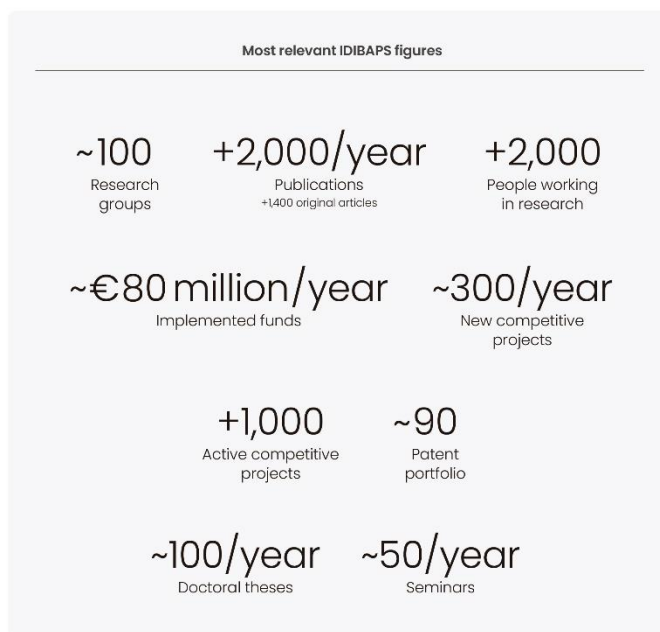 Most relevant IDIBAPS figures
~100
Research
groups
+2,000/year
Publications
+1,400 original articles
+2,000
People working
in research
~€80 million/year
Implemented funds
~300/year
New competitive
projects
+1,000
Active competitive
projects
~90
Patent
portfolio
~100/year
Doctoral theses
~50/year
Seminars